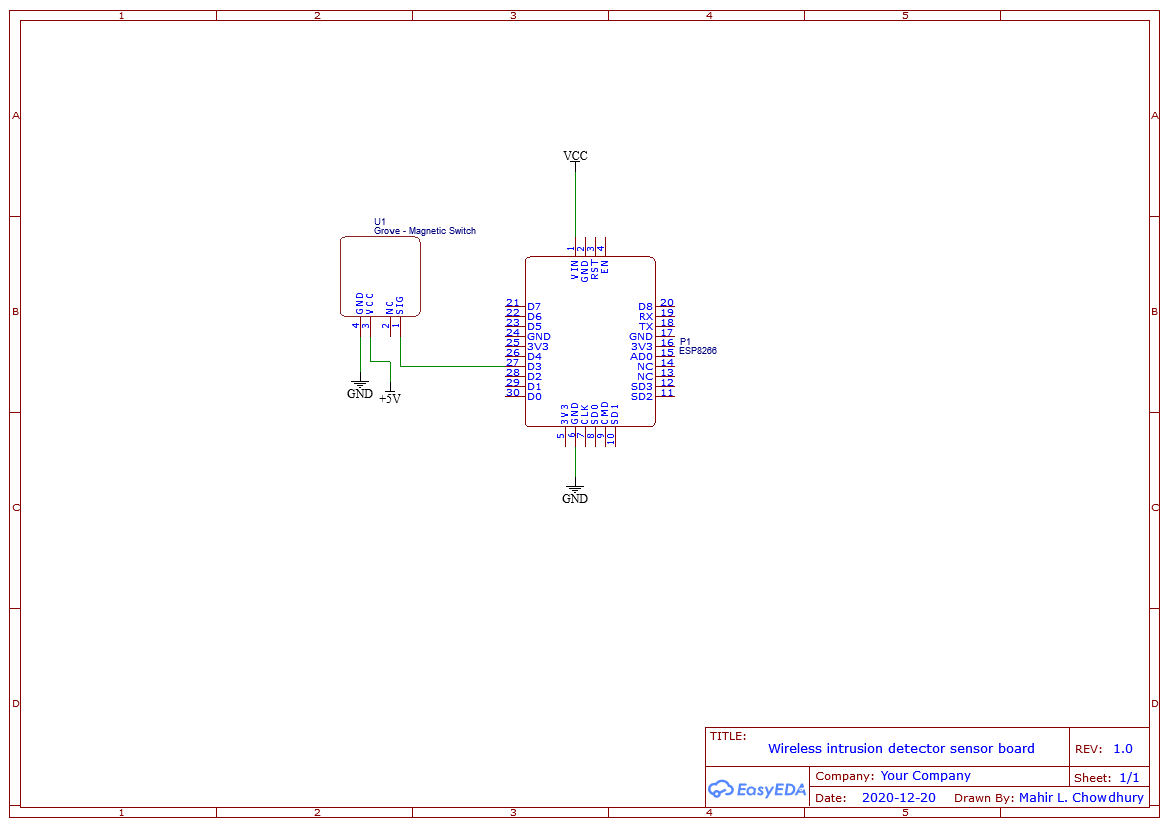 1 2 3 4 5
A A
VCC
U1
Grove - Magnetic Switch
GND VCC NC SIG
4 3 2 1
GND
+5V
1 2 3 4
VIN GND RST EN
21 D7 D8 20
22 D6 RX 19
23 D5 TX 18
24 GND GND 17
25 3V3 3V3 16
26 D4 AD0 15
27 D3 NC 14
28 D2 NC 13
29 D1 SD3 12
30 D0 SD2 11
P1
ESP8266
3V3 GND CLK SD0 CMD SD1
5 6 7 8 9 10
GND
B B
C C
D D
TITLE:
Wireless intrusion detector sensor board
REV: 1.0
EasyEDA
Company: Your Company
Sheet: 1/1
Date: 2020-12-20 Drawn By: Mahir L. Chowdhury
1 2 3 4 5